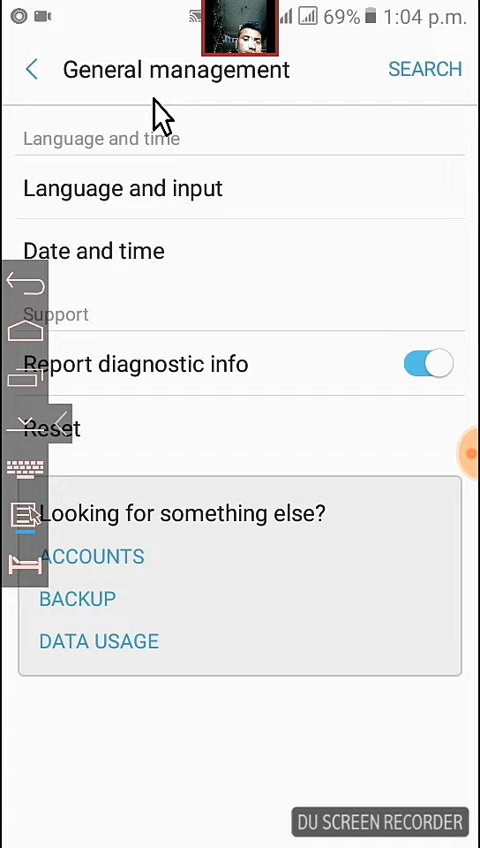 69% 1:04 p.m.
General management SEARCH
Language and time
Language and input
Date and time
Support
Report diagnostic info
Reset
Looking for something else?
ACCOUNTS
BACKUP
DATA USAGE
DU SCREEN RECORDER